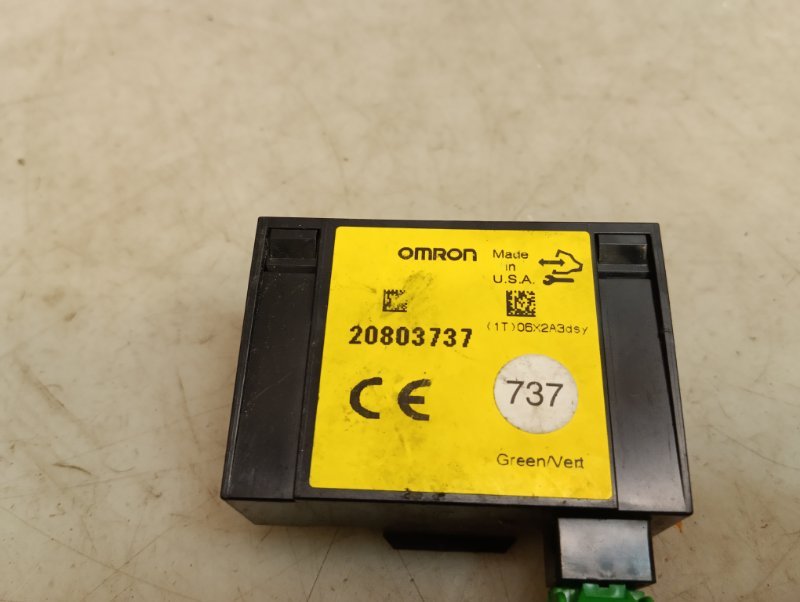 OMRON
Made
in
U.S.A.
20803737
(1T)06X2A3dsy
CE
737
Green/Vert